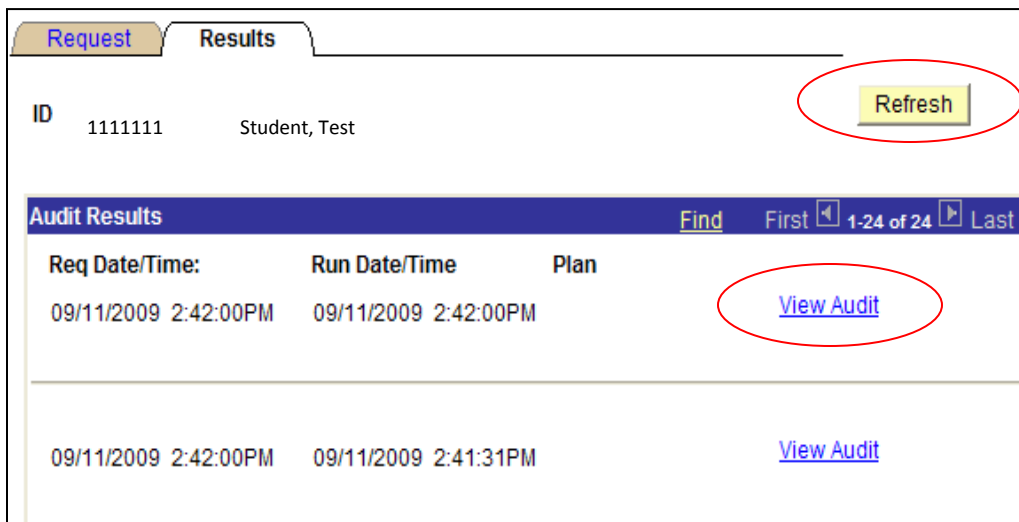 Request Results
Refresh
ID 1111111 Student, Test
Audit Results Find First 1-24 of 24 Last
Req Date/Time: Run Date/Time Plan
09/11/2009 2:42:00PM 09/11/2009 2:42:00PM View Audit
09/11/2009 2:42:00PM 09/11/2009 2:41:31PM View Audit